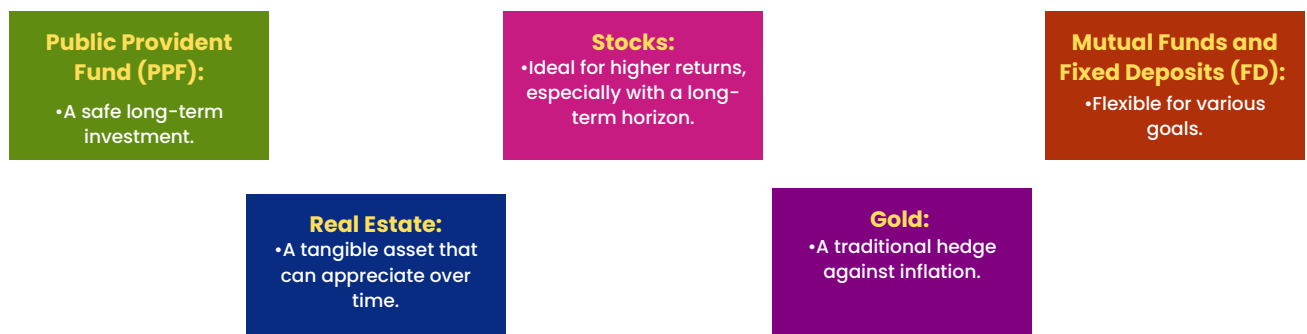 Public Provident
Fund (PPF):
•A safe long-term
investment.
Stocks:
•Ideal for higher returns,
especially with a long-
term horizon.
Mutual Funds and
Fixed Deposits (FD):
•Flexible for various
goals.
Real Estate:
•A tangible asset that
can appreciate over
time.
Gold:
•A traditional hedge
against inflation.